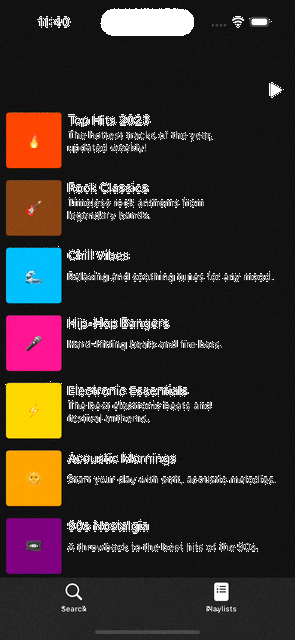 11:40
Top Hits 2023
The hottest tracks of the year,
updated weekly!
Rock Classics
Timeless rock anthems from
legendary bands.
Chill Vibes
Relaxing and soothing tunes for any mood.
Hip-Hop Bangers
Hard-hitting beats and fire bars.
Electronic Essentials
The best electronic beats and
festival anthems.
Acoustic Mornings
Start your day with soft, acoustic melodies.
90s Nostalgia
A throwback to the best hits of the 90s.
Search
Playlists